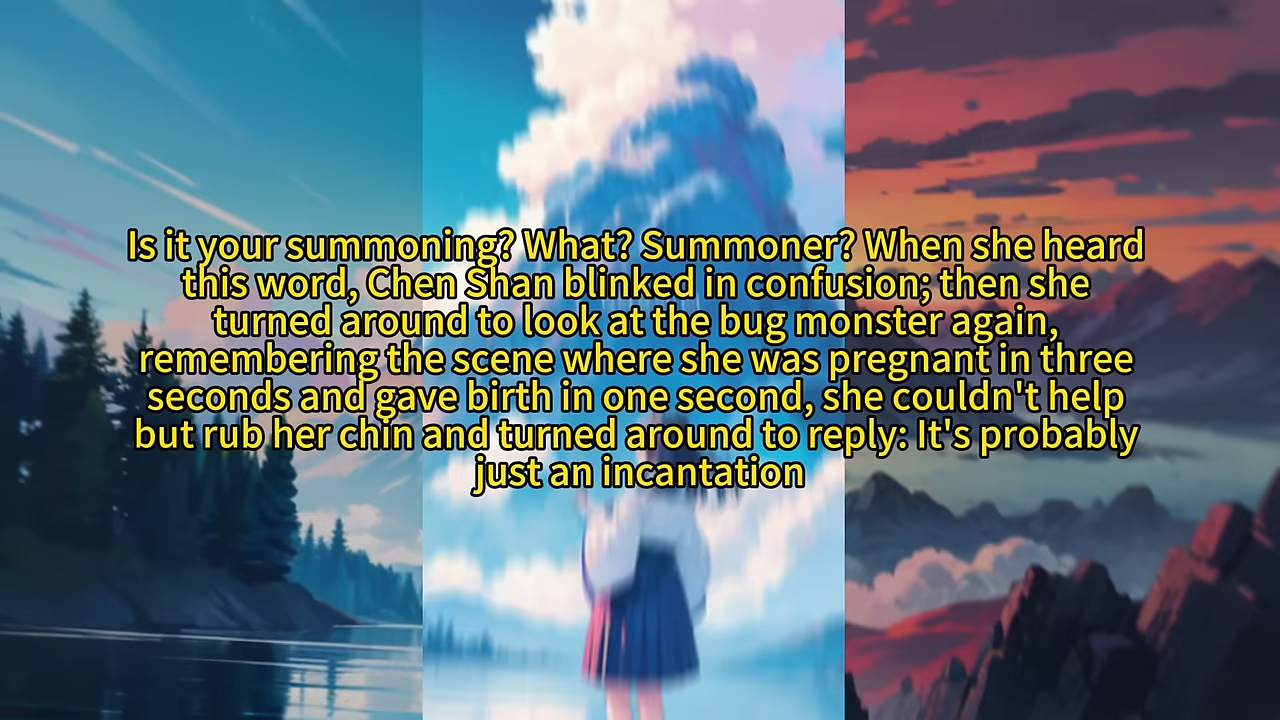 Is it your summoning? What? Summoner? When she heard
this word, Chen Shan blinked in confusion; then she
turned around to look at the bug monster again,
remembering the scene where she was pregnant in three
seconds and gave birth in one second, she couldn't help
but rub her chin and turned around to reply: It's probably
just an incantation